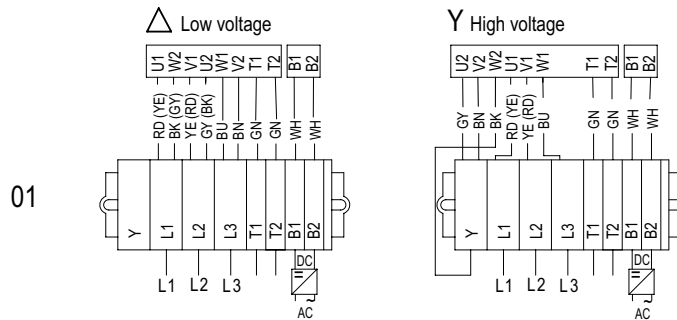 △ Low voltage
Y High voltage
U1 W2 V1 U2 W1 V2 T1 T2 B1 B2
U2 V2 W2 U1 V1 W1 T1 T2 B1 B2
RD (YE) BK (GY) YE (RD) GY (BK) BU BN GN GN WH WH
GY BN BK RD (YE) YE (RD) BU GN GN WH WH
01
Y L1 L2 L3 T1 T2 B1 B2
Y L1 L2 L3 T1 T2 B1 B2
L1 L2 L3 DC
L1 L2 L3 DC
AC
AC